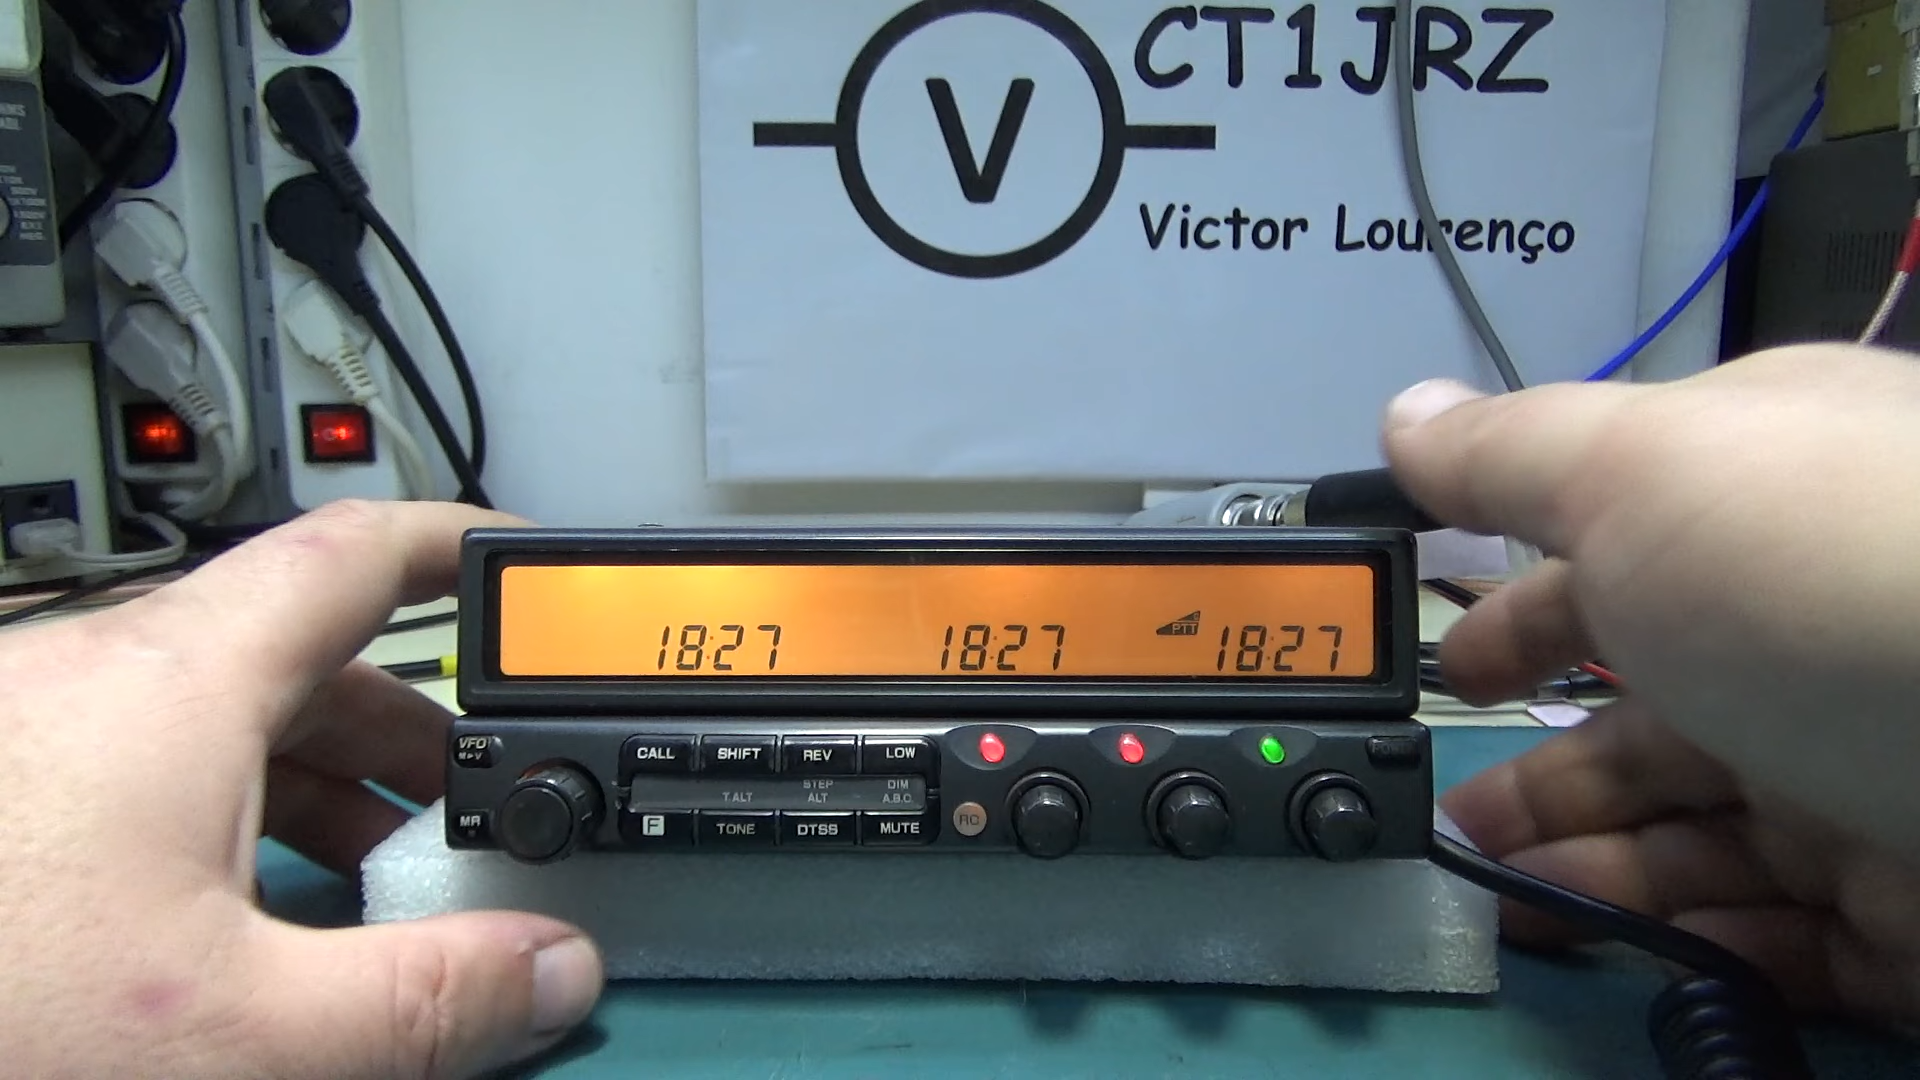 CT1JRZ
V
Victor Lourenço
18:27 18:27 PTT 18:27
VFO
M▶V
CALL SHIFT REV LOW
POWER
STEP DIM
T.ALT ALT A.B.C.
MR
F TONE DTSS MUTE
RC